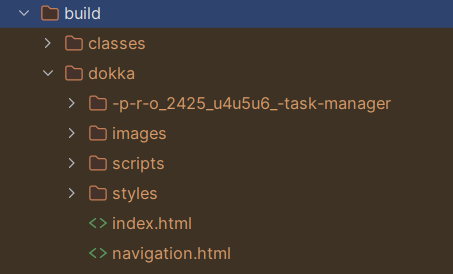 build
classes
dokka
-p-r-o_2425_u4u5u6_-task-manager
images
scripts
styles
<> index.html
<> navigation.html